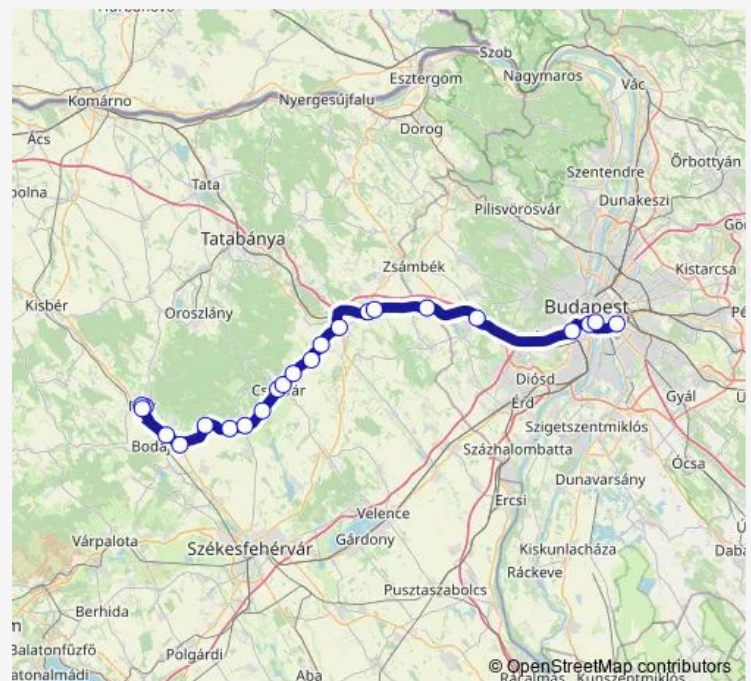 Szob
Esztergom
Nagymaros
Vác
Komárno
Nyergesújfalu
Dorog
Ács
Őrbottyán
Szentendre
Tata
Dunakeszi
Pilisvörösvár
Tatabánya
Zsámbék
Kistarcsa
Kisbér
Oroszlány
Budapest
Diósd
Gyál
Érd
Szigetszentmiklós
Százhalombatta
Ócsa
Dunavarsány
Ercsi
Velence
Várpalota
Székesfehérvár
Gárdony
Kiskunlacháza
Ráckeve
Pusztaszabolcs
Berhida
Balatonfűzfő
Polgárdi
Aba
© OpenStreetMap contributors